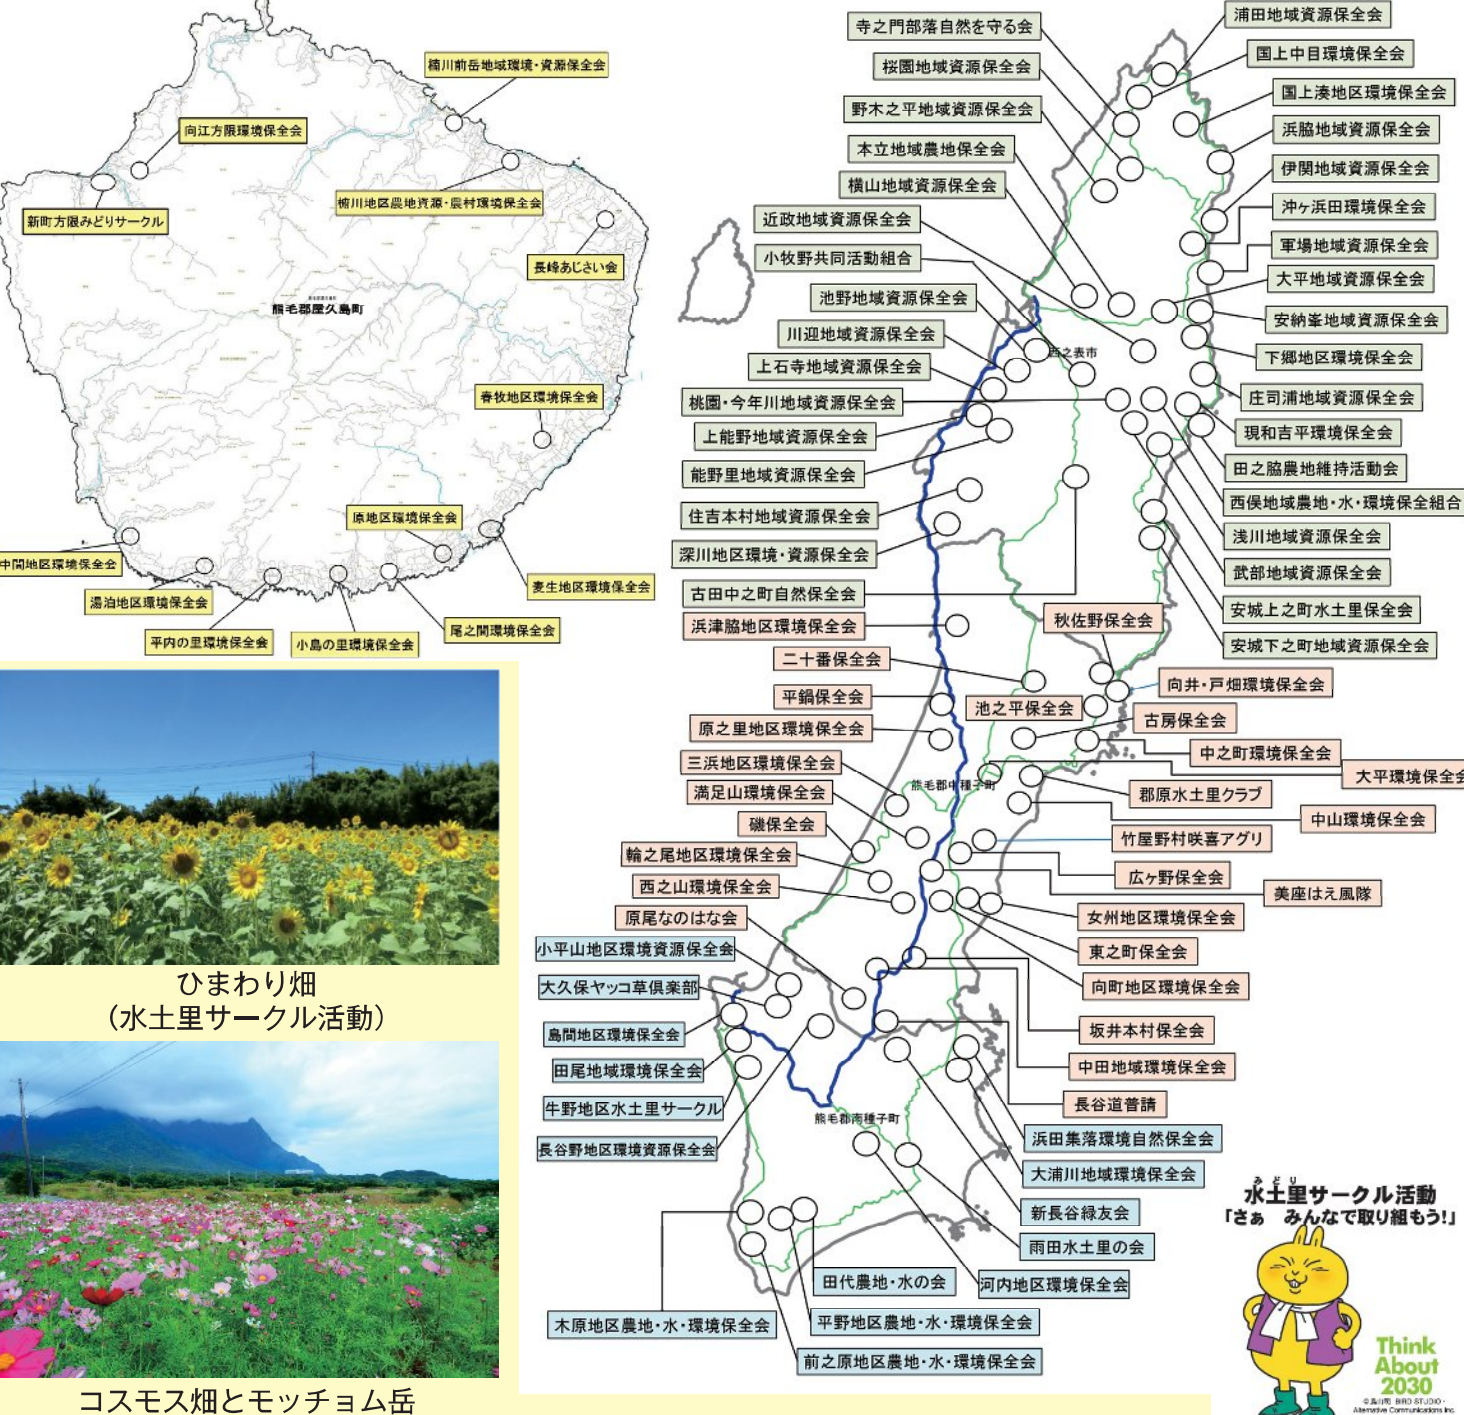 楠川前岳地域環境・資源保全会
向江方限環境保全会
新町方限みどりサークル
椨川地区農地資源・農村環境保全会
長峰あじさい会
熊毛郡屋久島町
春牧地区環境保全会
原地区環境保全会
中間地区環境保全会
湯泊地区環境保全会
平内の里環境保全会
小島の里環境保全会
尾之間環境保全会
麦生地区環境保全会
ひまわり畑
（水土里サークル活動）
コスモス畑とモッチョム岳
寺之門部落自然を守る会
桜園地域資源保全会
野木之平地域資源保全会
本立地域農地保全会
横山地域資源保全会
近政地域資源保全会
小牧野共同活動組合
池野地域資源保全会
川迎地域資源保全会
上石寺地域資源保全会
桃園・今年川地域資源保全会
上能野地域資源保全会
能野里地域資源保全会
住吉本村地域資源保全会
深川地区環境・資源保全会
古田中之町自然保全会
浦田地域資源保全会
国上中目環境保全会
国上湊地区環境保全会
浜脇地域資源保全会
伊関地域資源保全会
沖ヶ浜田環境保全会
軍場地域資源保全会
大平地域資源保全会
安納峯地域資源保全会
下郷地区環境保全会
庄司浦地域資源保全会
現和吉平環境保全会
田之脇農地維持活動会
西俣地域農地・水・環境保全組合
浅川地域資源保全会
武部地域資源保全会
安城上之町水土里保全会
安城下之町地域資源保全会
西之表市
浜津脇地区環境保全会
二十番保全会
平鍋保全会
原之里地区環境保全会
三浜地区環境保全会
満足山環境保全会
磯保全会
輪之尾地区環境保全会
西之山環境保全会
原尾なのはな会
秋佐野保全会
向井・戸畑環境保全会
池之平保全会
古房保全会
中之町環境保全会
大平環境保全会
熊毛郡中種子町
郡原水土里クラブ
中山環境保全会
竹屋野村咲喜アグリ
広ヶ野保全会
美座はえ風隊
女州地区環境保全会
東之町保全会
向町地区環境保全会
坂井本村保全会
中田地域環境保全会
長谷道普請
小平山地区環境資源保全会
大久保ヤッコ草倶楽部
島間地区環境保全会
田尾地域環境保全会
牛野地区水土里サークル
長谷野地区環境資源保全会
熊毛郡南種子町
浜田集落環境自然保全会
大浦川地域環境保全会
新長谷緑友会
雨田水土里の会
河内地区環境保全会
田代農地・水の会
平野地区農地・水・環境保全会
木原地区農地・水・環境保全会
前之原地区農地・水・環境保全会
みどり
水土里サークル活動
「さぁ　みんなで取り組もう!」
Think
About
2030
©鳥山明 BIRD STUDIO・
Alternative Communications Inc.